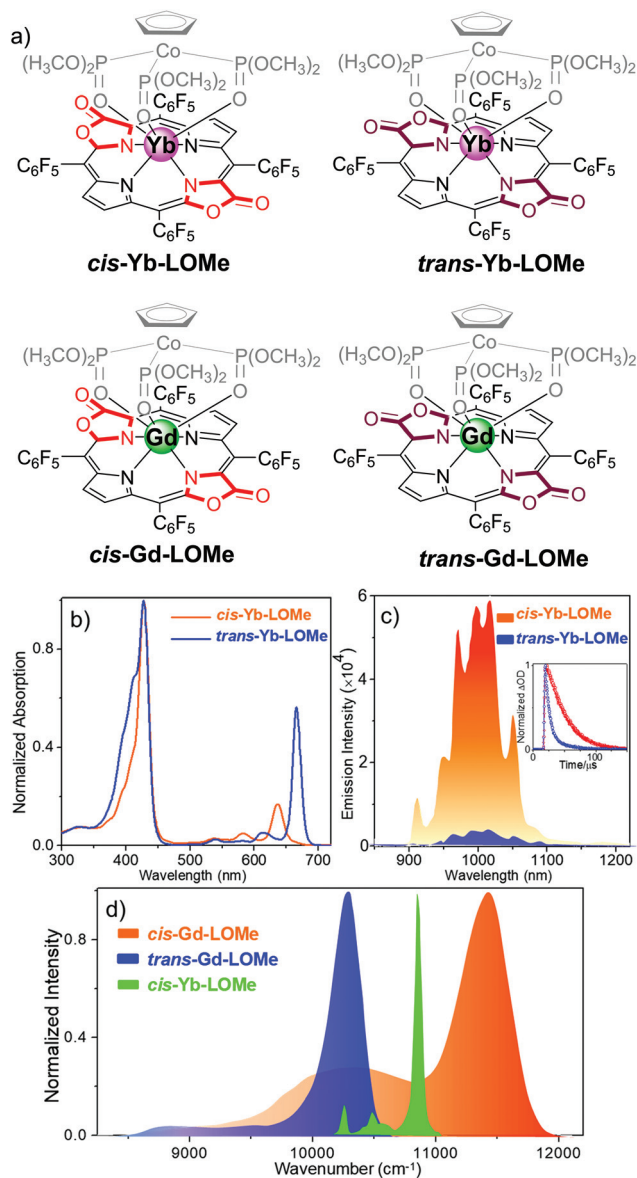 a)
Co
(H3CO)2P
P(OCH3)2
P
(OCH3)2
O
O
O
C6F5
O
O
N
Yb
N
C6F5
C6F5
N
N
O
O
C6F5
cis-Yb-LOMe
Co
(H3CO)2P
P(OCH3)2
P
(OCH3)2
O
O
O
C6F5
O
O
N
Yb
N
C6F5
C6F5
N
N
O
O
C6F5
trans-Yb-LOMe
Co
(H3CO)2P
P(OCH3)2
P
(OCH3)2
O
O
O
C6F5
O
O
N
Gd
N
C6F5
C6F5
N
N
O
O
C6F5
cis-Gd-LOMe
Co
(H3CO)2P
P(OCH3)2
P
(OCH3)2
O
O
O
C6F5
O
O
N
Gd
N
C6F5
C6F5
N
N
O
O
C6F5
trans-Gd-LOMe
b)
cis-Yb-LOMe
trans-Yb-LOMe
Normalized Absorption
0.8
0.4
0.0
300 400 500 600 700
Wavelength (nm)
c)
cis-Yb-LOMe
trans-Yb-LOMe
Emission Intensity (×10⁴)
6
4
2
0
900 1000 1100 1200
Wavelength (nm)
Normalized ΔOD
1
0
0 100
Time/μs
d)
cis-Gd-LOMe
trans-Gd-LOMe
cis-Yb-LOMe
Normalized Intensity
0.8
0.4
0.0
9000 10000 11000 12000
Wavenumber (cm⁻¹)